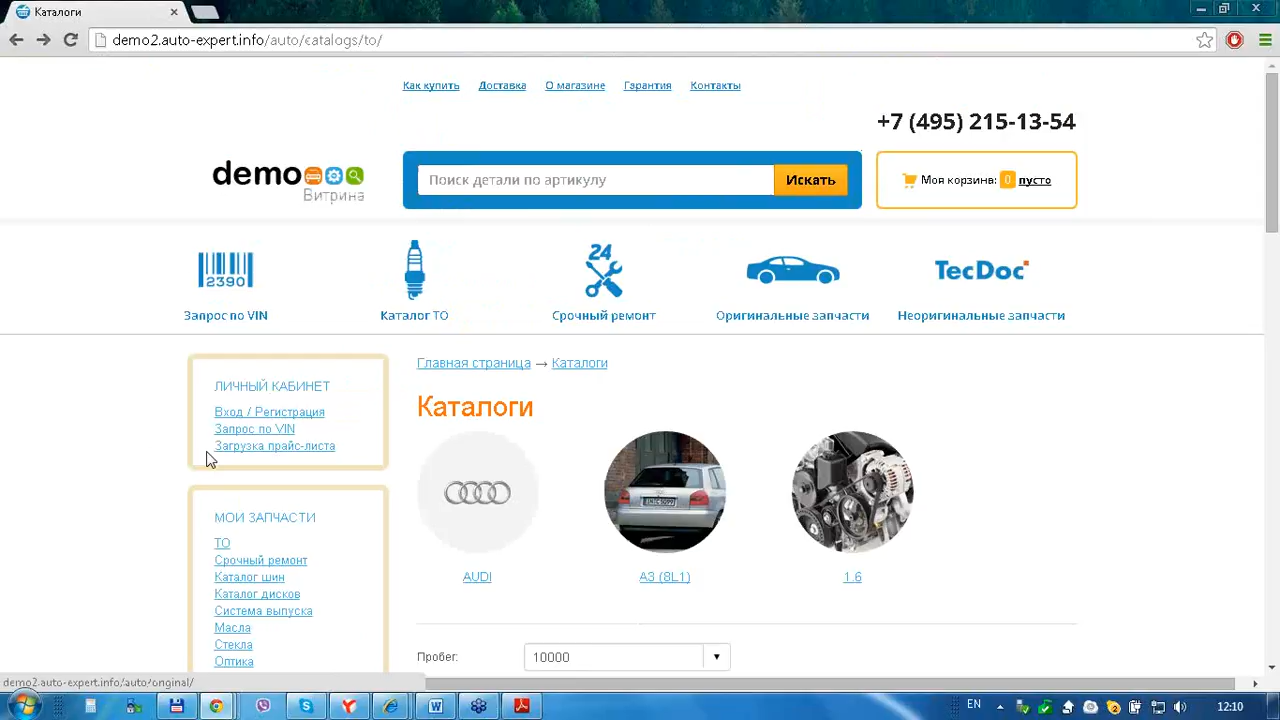 Каталоги
demo2.auto-expert.info/auto/catalogs/to/
Как купить Доставка О магазине Гарантия Контакты
+7 (495) 215-13-54
demo
Витрина
Поиск детали по артикулу
Искать
Моя корзина: 0 пусто
2390
24
TecDoc
Запрос по VIN Каталог ТО Срочный ремонт Оригинальные запчасти Неоригинальные запчасти
Главная страница → Каталоги
Каталоги
ЛИЧНЫЙ КАБИНЕТ
Вход / Регистрация
Запрос по VIN
Загрузка прайс-листа
AUDI A3 (8L1) 1.6
МОИ ЗАПЧАСТИ
ТО
Срочный ремонт
Каталог шин
Каталог дисков
Система выпуска
Масла
Стекла
Оптика
Пробег: 10000
demo2.auto-expert.info/auto/original/
EN 12:10